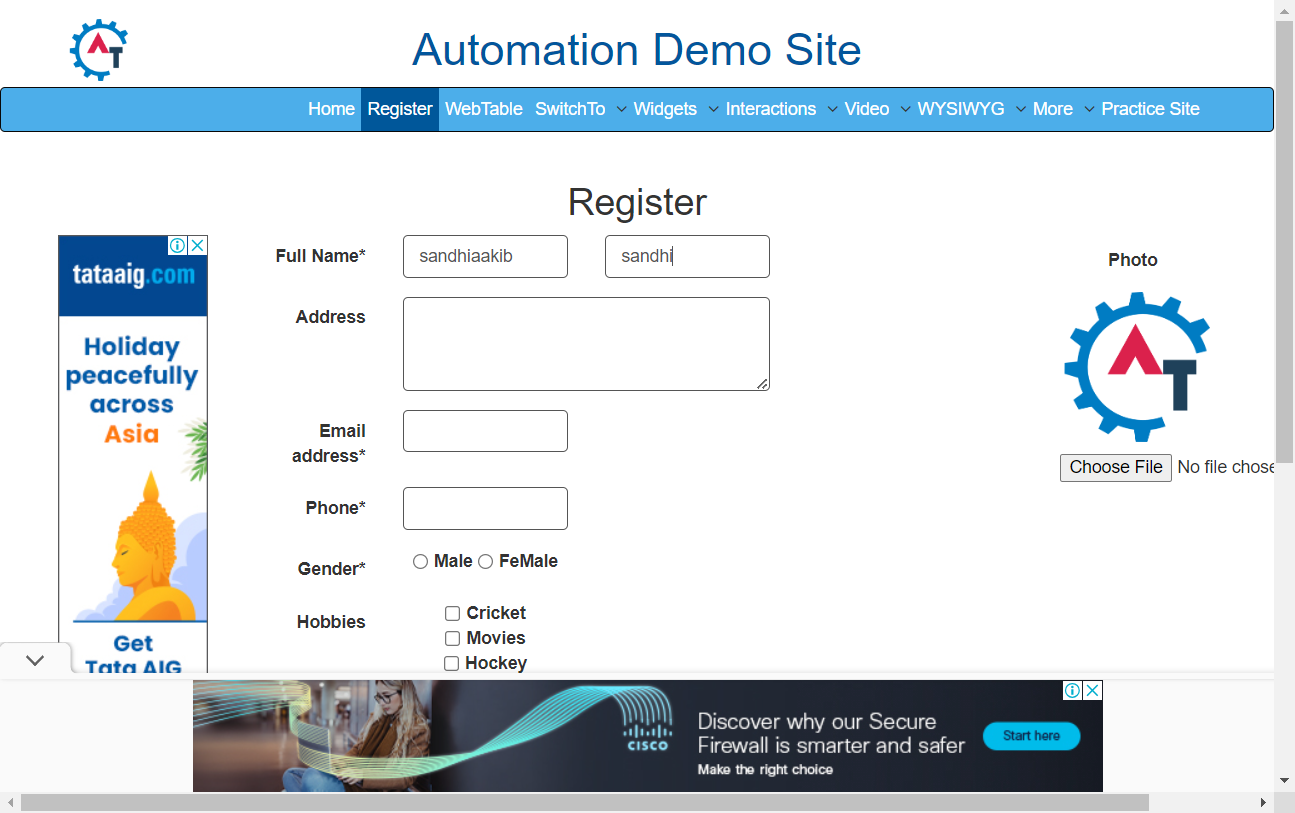 AT
Automation Demo Site
Home Register WebTable SwitchTo Widgets Interactions Video WYSIWYG More Practice Site
Register
Full Name* sandhiaakib sandhi
Address
Email address*
Phone*
Gender* Male FeMale
Hobbies Cricket
Movies
Hockey
Photo
AT
Choose File No file chose
tataaig.com
Holiday
peacefully
across
Asia
Get
Tata AIG
CISCO
Discover why our Secure
Firewall is smarter and safer
Make the right choice
Start here